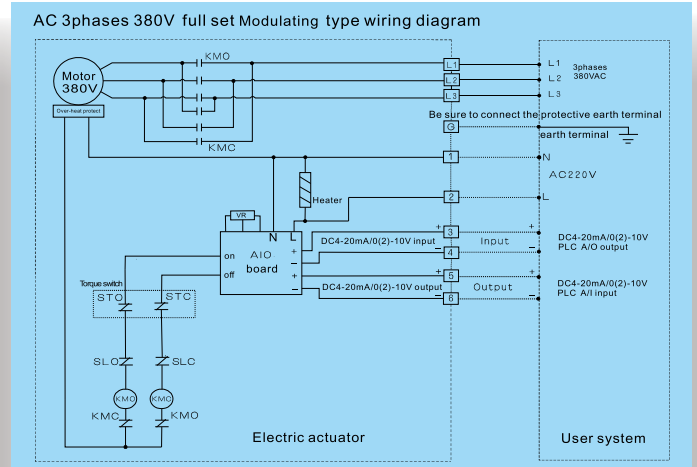 AC 3phases 380V full set Modulating type wiring diagram
KMO
L1
L1
3phases
Motor
380V
L2
L2
380VAC
L3
L3
Over-heat protect
Be sure to connect the protective earth terminal
G
earth terminal
KMC
1
N
AC220V
Heater
2
L
VR
N L
3
+
+
on
AIO
board
+
DC4-20mA/0(2)-10V input
Input
DC4-20mA/0(2)-10V
PLC A/O output
−
−
4
−
off
+
+
5
+
DC4-20mA/0(2)-10V output
Output
DC4-20mA/0(2)-10V
PLC A/I input
−
−
6
−
Torque switch
STO
STC
SLO
SLC
KMO
KMC
KMC
KMO
Electric actuator
User system